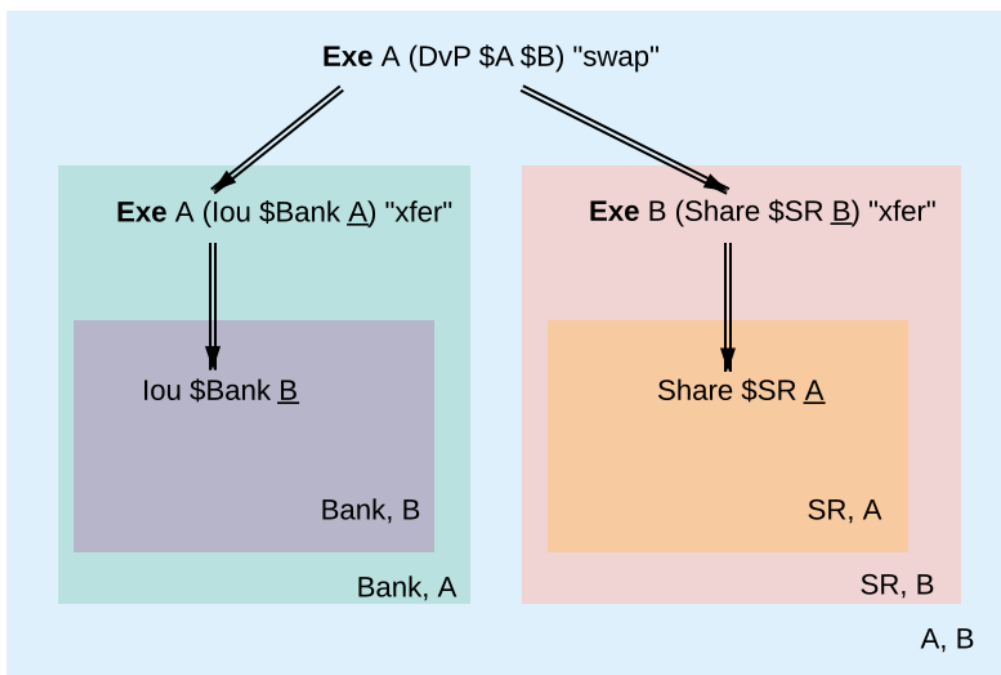 Exe A (DvP $A $B) "swap"
Exe A (Iou $Bank A) "xfer"
Exe B (Share $SR B) "xfer"
Iou $Bank B
Share $SR A
Bank, B
SR, A
Bank, A
SR, B
A, B